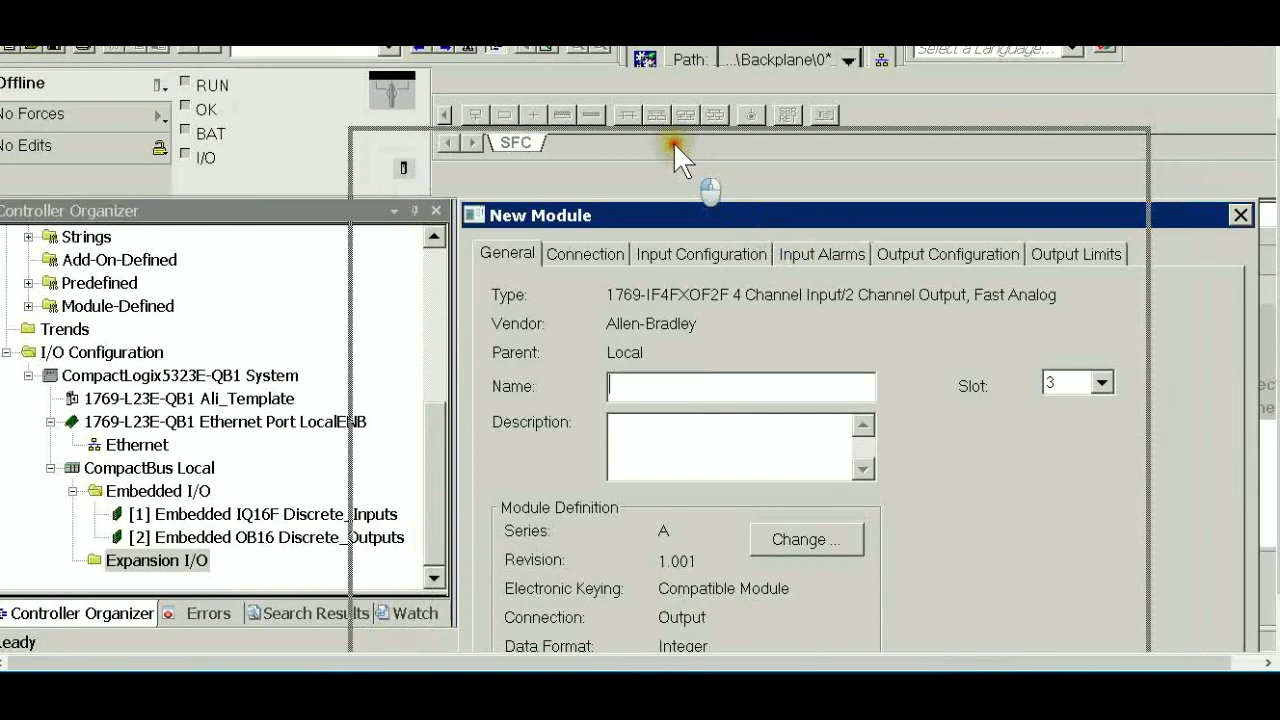 Select a Language...
Path: ...\Backplane\0*
Offline
RUN
No Forces
OK
No Edits
BAT
I/O
SFC
Controller Organizer
Strings
Add-On-Defined
Predefined
Module-Defined
Trends
I/O Configuration
CompactLogix5323E-QB1 System
1769-L23E-QB1 Ali_Template
1769-L23E-QB1 Ethernet Port LocalENB
Ethernet
CompactBus Local
Embedded I/O
[1] Embedded IQ16F Discrete_Inputs
[2] Embedded OB16 Discrete_Outputs
Expansion I/O
Controller Organizer Errors Search Results Watch
eady
New Module
General Connection Input Configuration Input Alarms Output Configuration Output Limits
Type: 1769-IF4FXOF2F 4 Channel Input/2 Channel Output, Fast Analog
Vendor: Allen-Bradley
Parent: Local
Name:
Slot: 3
Description:
Module Definition
Series: A
Change ...
Revision: 1.001
Electronic Keying: Compatible Module
Connection: Output
Data Format: Integer